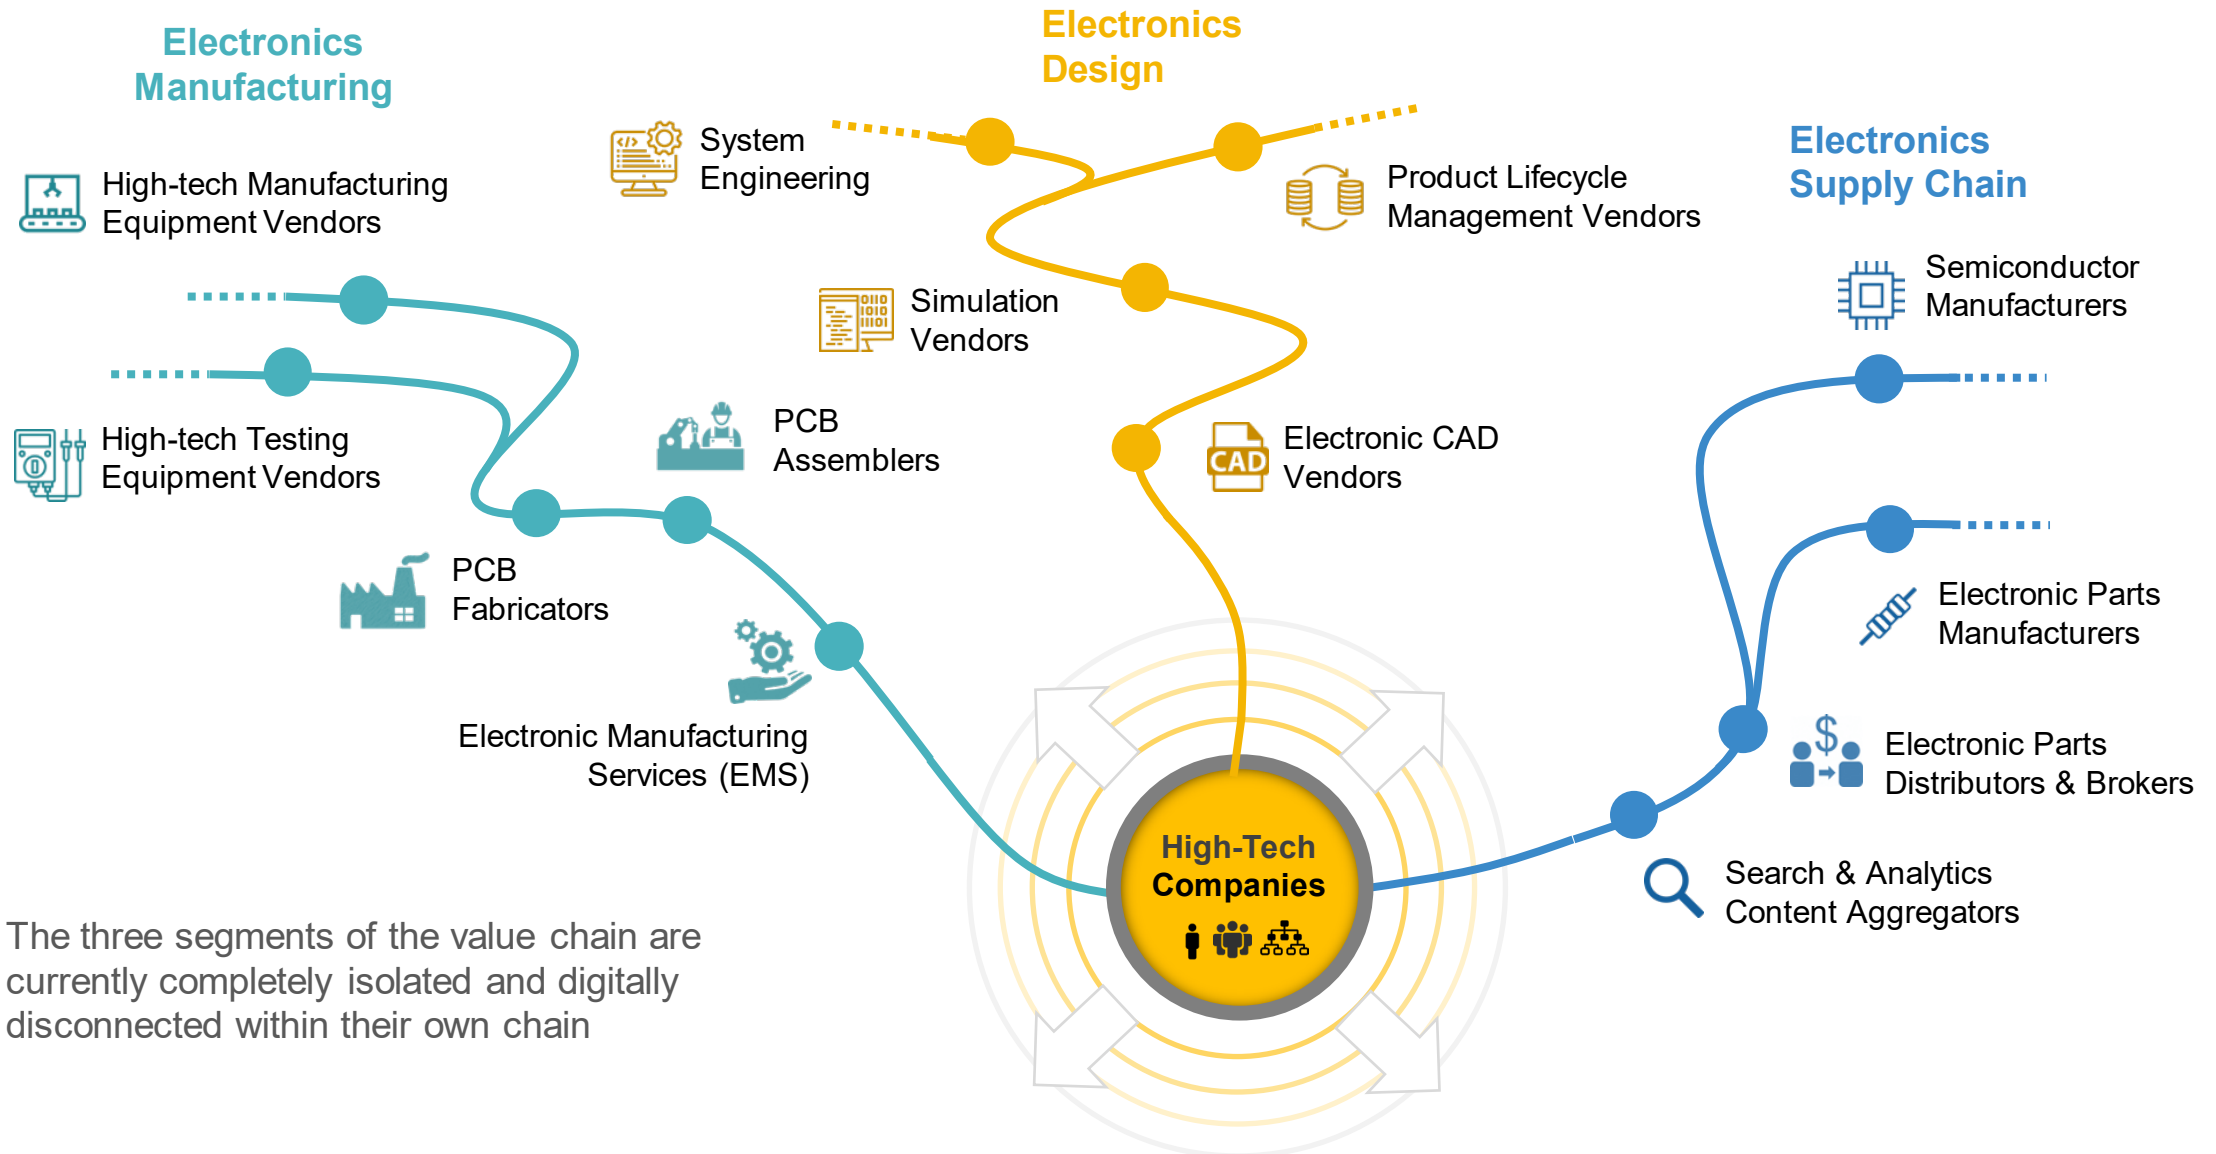 Electronics
Manufacturing
High-tech Manufacturing
Equipment Vendors
High-tech Testing
Equipment Vendors
PCB
Fabricators
PCB
Assemblers
Electronic Manufacturing
Services (EMS)
Electronics
Design
System
Engineering
</>
Product Lifecycle
Management Vendors
Simulation
Vendors
0110
1010
11101
CAD
Electronic CAD
Vendors
Electronics
Supply Chain
Semiconductor
Manufacturers
Electronic Parts
Manufacturers
$
Electronic Parts
Distributors & Brokers
Search & Analytics
Content Aggregators
High-Tech
Companies
The three segments of the value chain are
currently completely isolated and digitally
disconnected within their own chain